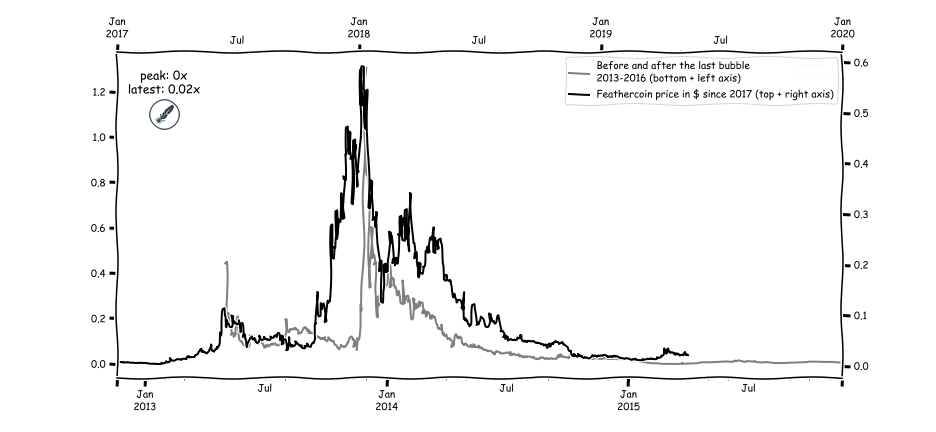 Jan Jan Jan Jan
2017 2018 2019 2020
Jul Jul Jul
peak: 0x
latest: 0.02x
Before and after the last bubble
2013-2016 (bottom + left axis)
Feathercoin price in $ since 2017 (top + right axis)
1.2
1.0
0.8
0.6
0.4
0.2
0.0
0.6
0.5
0.4
0.3
0.2
0.1
0.0
Jan Jul Jan Jul Jan Jul
2013 2014 2015